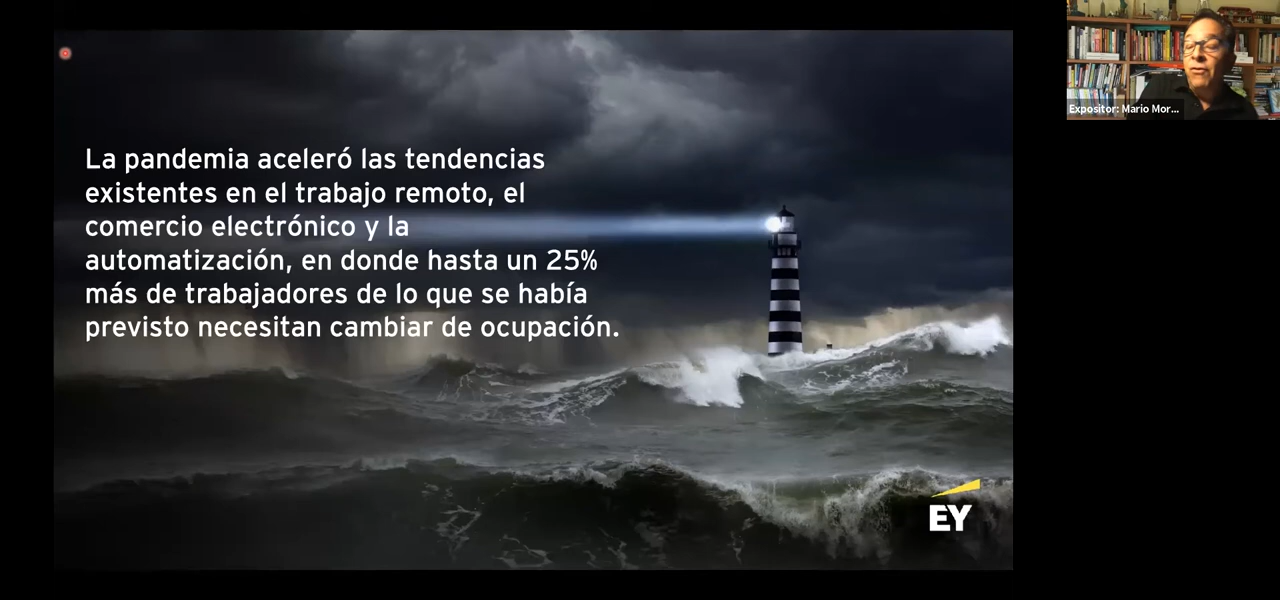 La pandemia aceleró las tendencias
existentes en el trabajo remoto, el
comercio electrónico y la
automatización, en donde hasta un 25%
más de trabajadores de lo que se había
previsto necesitan cambiar de ocupación.
EY
Expositor: Mario Mor...